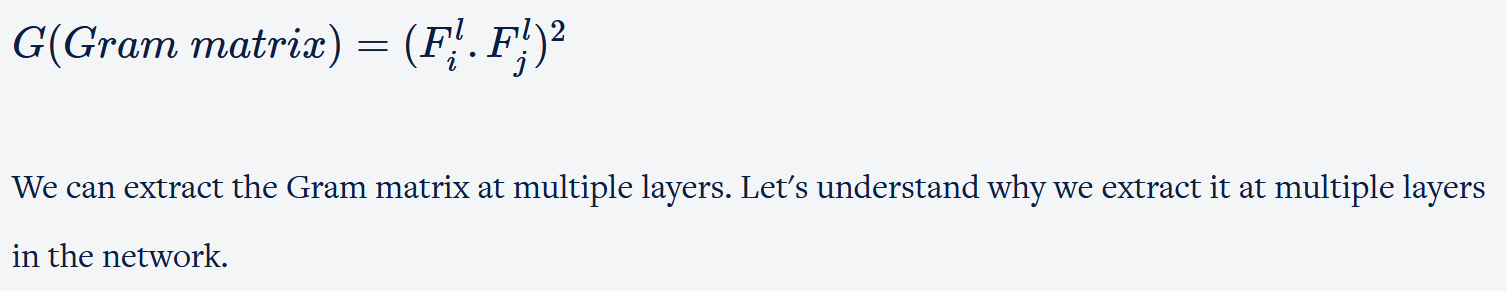 G(Gram matrix) = (F_i^l . F_j^l)^2
We can extract the Gram matrix at multiple layers. Let's understand why we extract it at multiple layers
in the network.